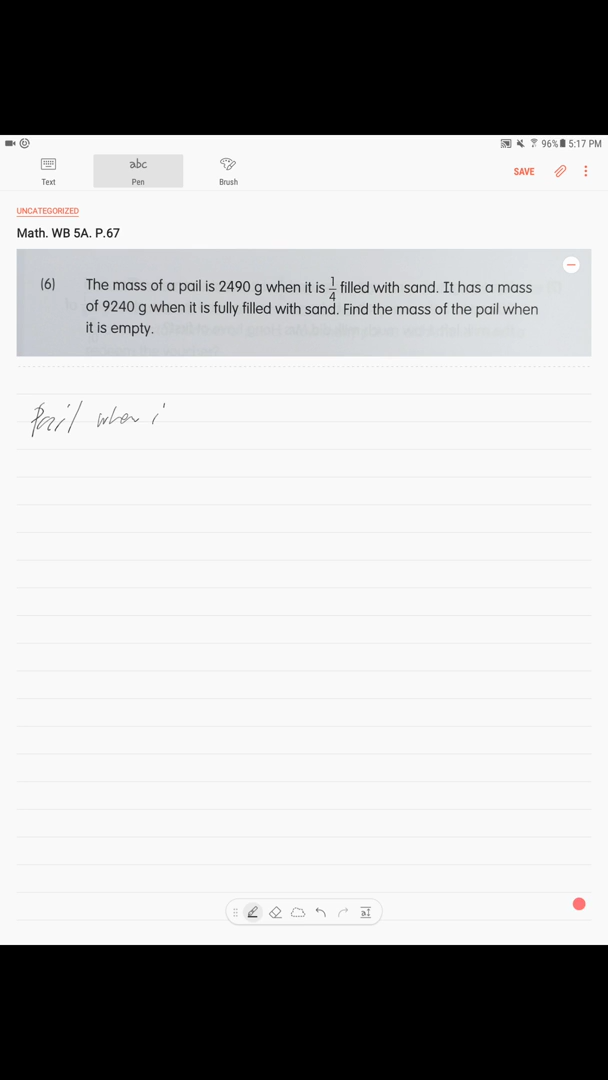 96% 5:17 PM
Text
abc
Pen
Brush
SAVE
UNCATEGORIZED
Math. WB 5A. P.67
(6) The mass of a pail is 2490 g when it is 1/4 filled with sand. It has a mass
of 9240 g when it is fully filled with sand. Find the mass of the pail when
it is empty.
Pail when i
aI